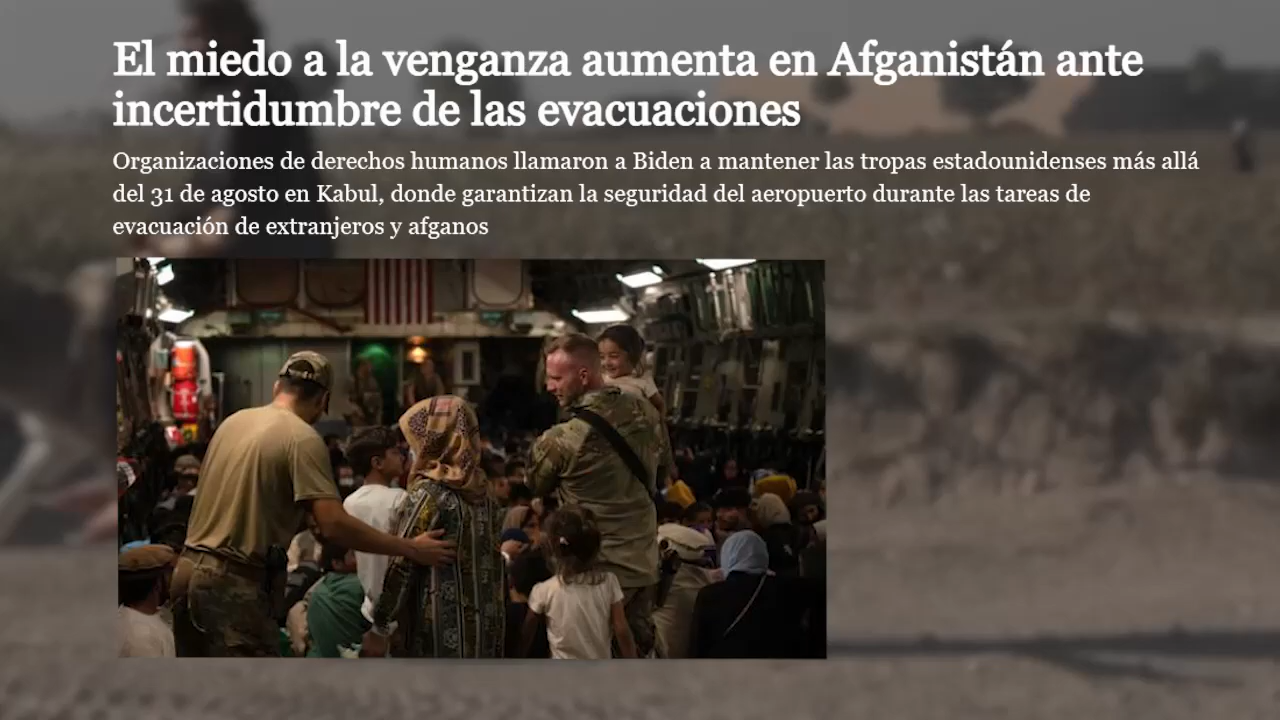 El miedo a la venganza aumenta en Afganistán ante
incertidumbre de las evacuaciones
Organizaciones de derechos humanos llamaron a Biden a mantener las tropas estadounidenses más allá
del 31 de agosto en Kabul, donde garantizan la seguridad del aeropuerto durante las tareas de
evacuación de extranjeros y afganos